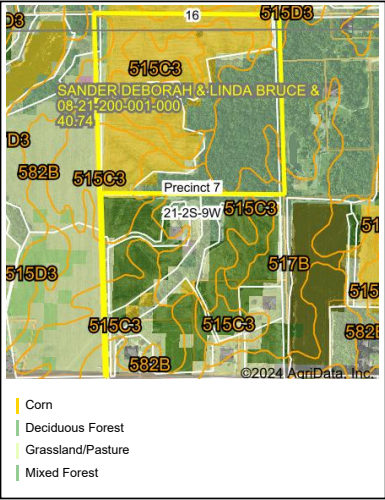 16
515D3
D3
515C3
SANDER DEBORAH & LINDA BRUCE &
08-21-200-001-000
40.74
D3
582B
515C3
Precinct 7
21-2S-9W
515C3
51
517B
515D3
515
515C3
515C3
582B
582B
©2024 AgriData, Inc.
Corn
Deciduous Forest
Grassland/Pasture
Mixed Forest